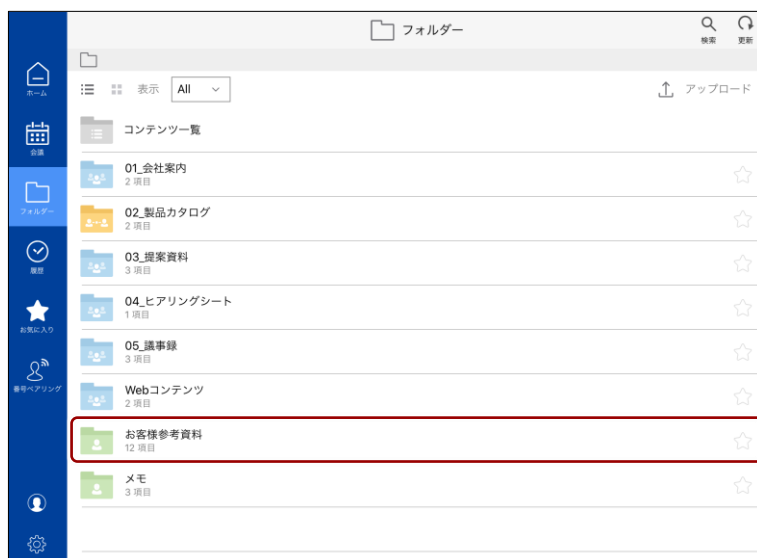 フォルダー
検索
更新
ホーム
会議
フォルダー
履歴
お気に入り
番号ペアリング
表示 All アップロード
コンテンツ一覧
01_会社案内
2 項目
02_製品カタログ
2 項目
03_提案資料
3 項目
04_ヒアリングシート
1 項目
05_議事録
3 項目
Webコンテンツ
2 項目
お客様参考資料
12 項目
メモ
3 項目